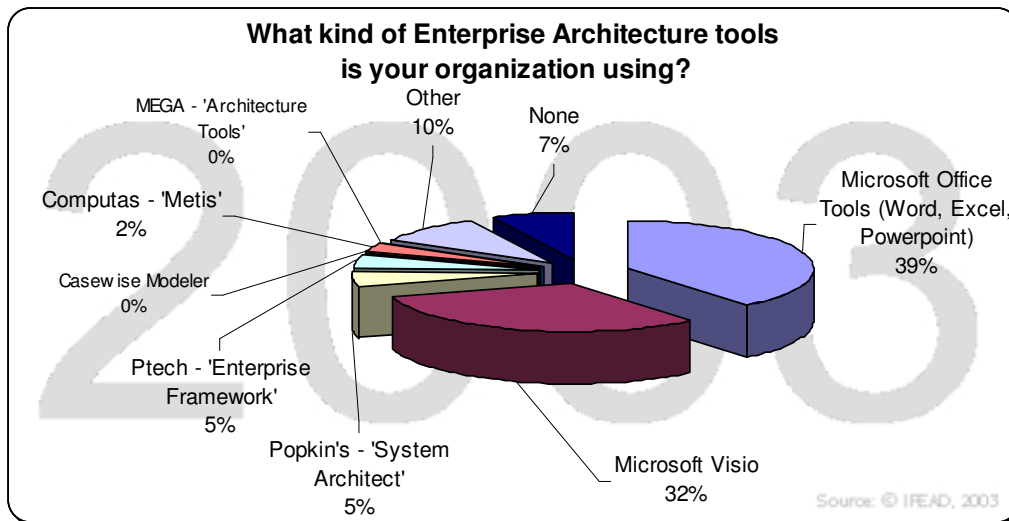 What kind of Enterprise Architecture tools
is your organization using?
MEGA - 'Architecture
Tools'
0%
Other
10%
None
7%
Microsoft Office
Tools (Word, Excel,
Powerpoint)
39%
Computas - 'Metis'
2%
Casewise Modeler
0%
Ptech - 'Enterprise
Framework'
5%
Popkin's - 'System
Architect'
5%
Microsoft Visio
32%
2003
Source: © IFEAD, 2003